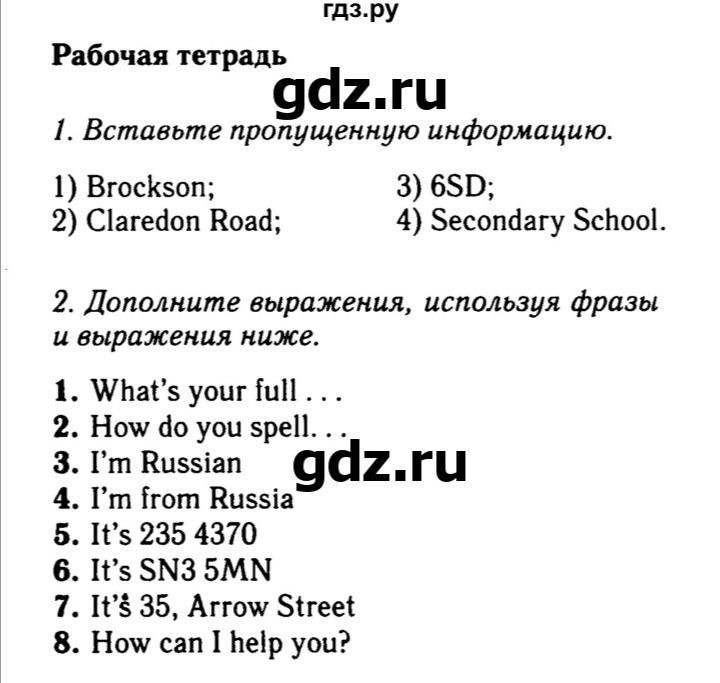 гдз.ру
Рабочая тетрадь
gdz.ru
1. Вставьте пропущенную информацию.
1) Brockson; 3) 6SD;
2) Claredon Road; 4) Secondary School.
2. Дополните выражения, используя фразы
и выражения ниже.
1. What's your full . . .
2. How do you spell. . .
3. I'm Russian
gdz.ru
4. I'm from Russia
5. It's 235 4370
6. It's SN3 5MN
7. It's 35, Arrow Street
8. How can I help you?